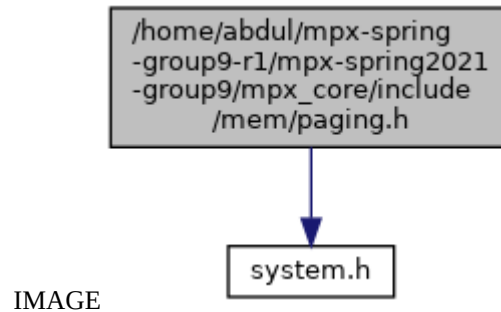 /home/abdul/mpx-spring
-group9-r1/mpx-spring2021
-group9/mpx_core/include
/mem/paging.h
system.h
IMAGE